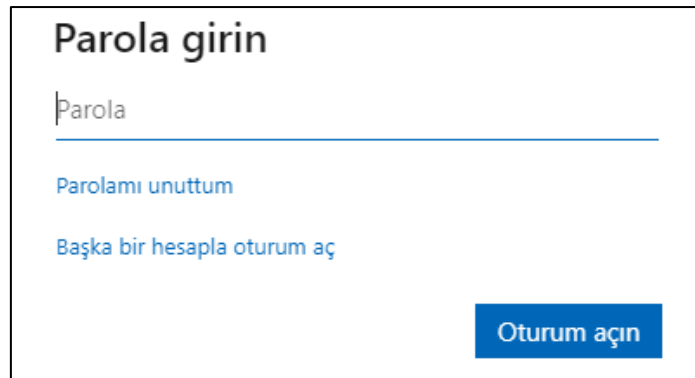 Parola girin
Parola
Parolamı unuttum
Başka bir hesapla oturum aç
Oturum açın